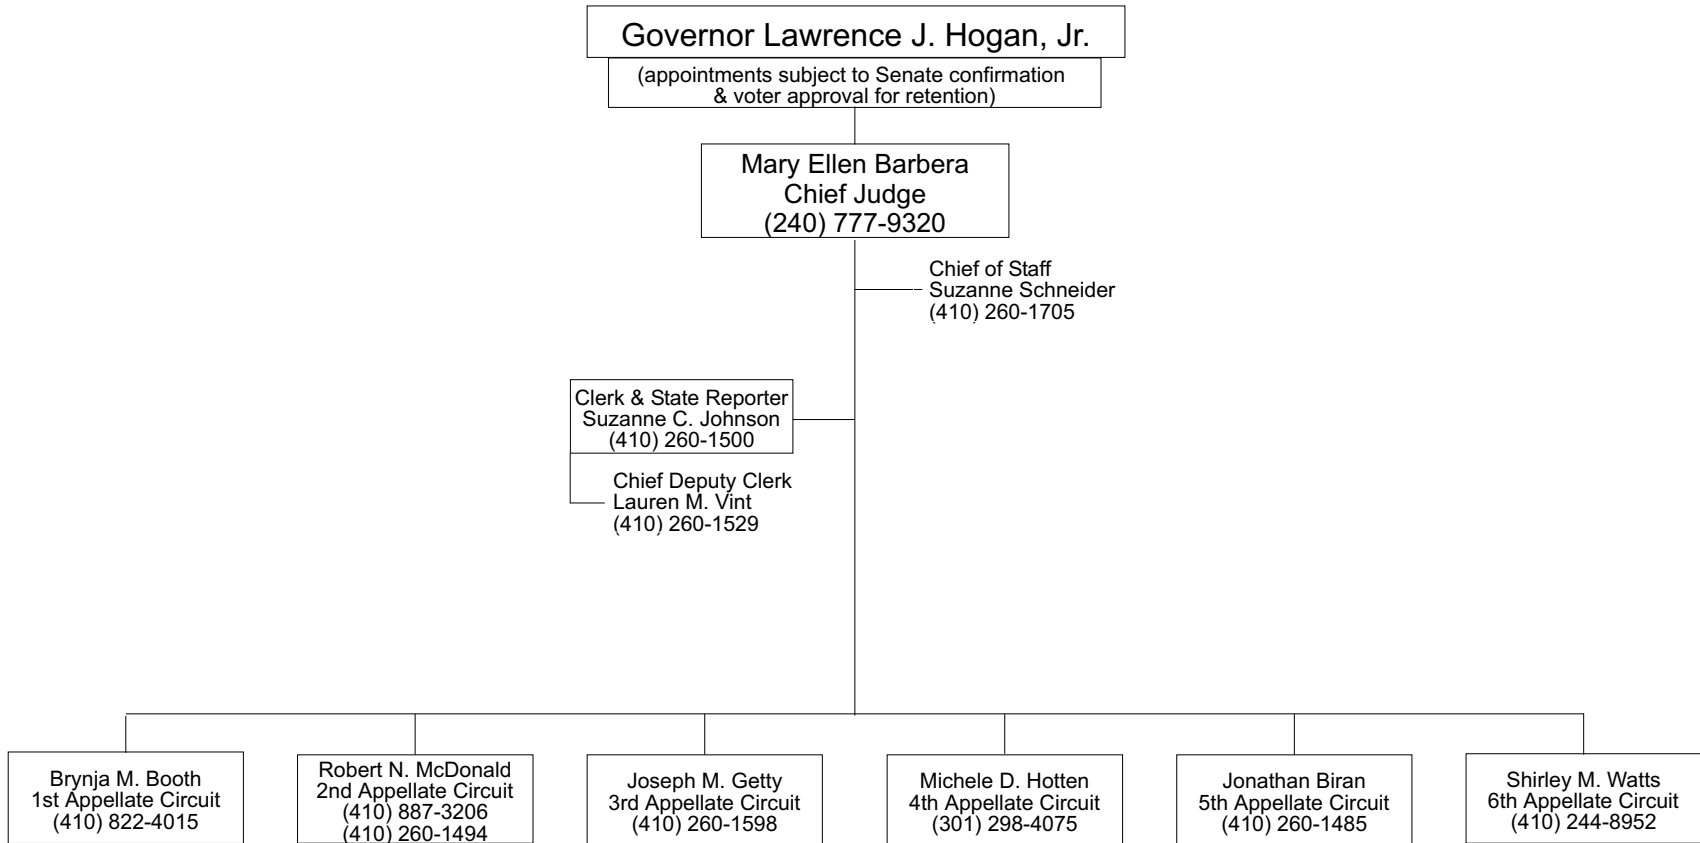 Governor Lawrence J. Hogan, Jr.
(appointments subject to Senate confirmation
& voter approval for retention)
Mary Ellen Barbera
Chief Judge
(240) 777-9320
Chief of Staff
Suzanne Schneider
(410) 260-1705
Clerk & State Reporter
Suzanne C. Johnson
(410) 260-1500
Chief Deputy Clerk
Lauren M. Vint
(410) 260-1529
Brynja M. Booth
1st Appellate Circuit
(410) 822-4015
Robert N. McDonald
2nd Appellate Circuit
(410) 887-3206
(410) 260-1494
Joseph M. Getty
3rd Appellate Circuit
(410) 260-1598
Michele D. Hotten
4th Appellate Circuit
(301) 298-4075
Jonathan Biran
5th Appellate Circuit
(410) 260-1485
Shirley M. Watts
6th Appellate Circuit
(410) 244-8952